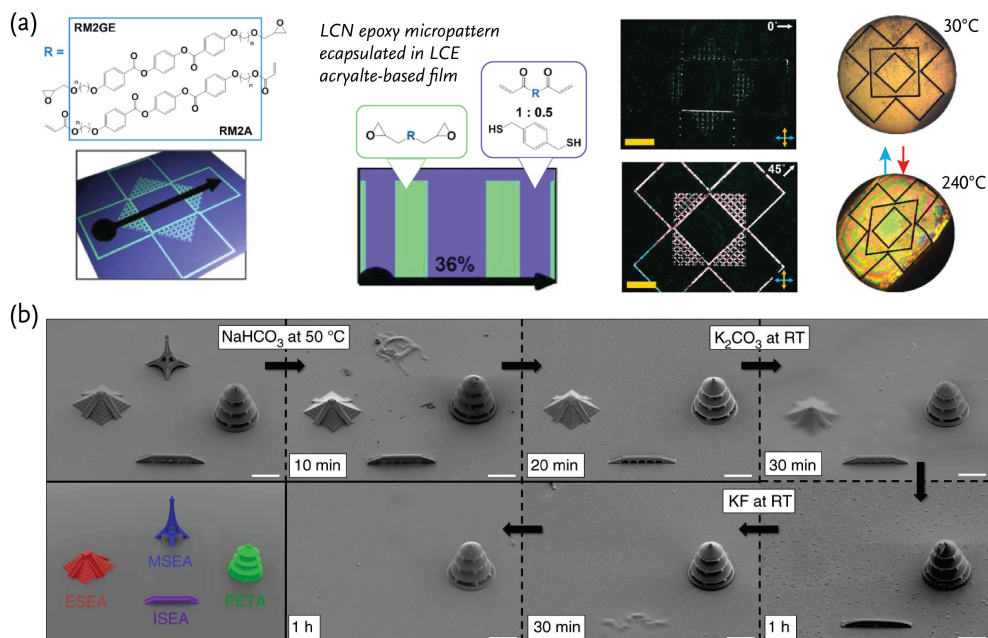 (a)
RM2GE
R =
RM2A
LCN epoxy micropattern
ecapsulated in LCE
acryalte-based film
R
R
1 : 0.5
HS
SH
36%
0°
45°
30°C
240°C
(b)
NaHCO₃ at 50 °C
K₂CO₃ at RT
10 min
20 min
30 min
KF at RT
MSEA
ESEA
PETA
ISEA
1 h
30 min
1 h